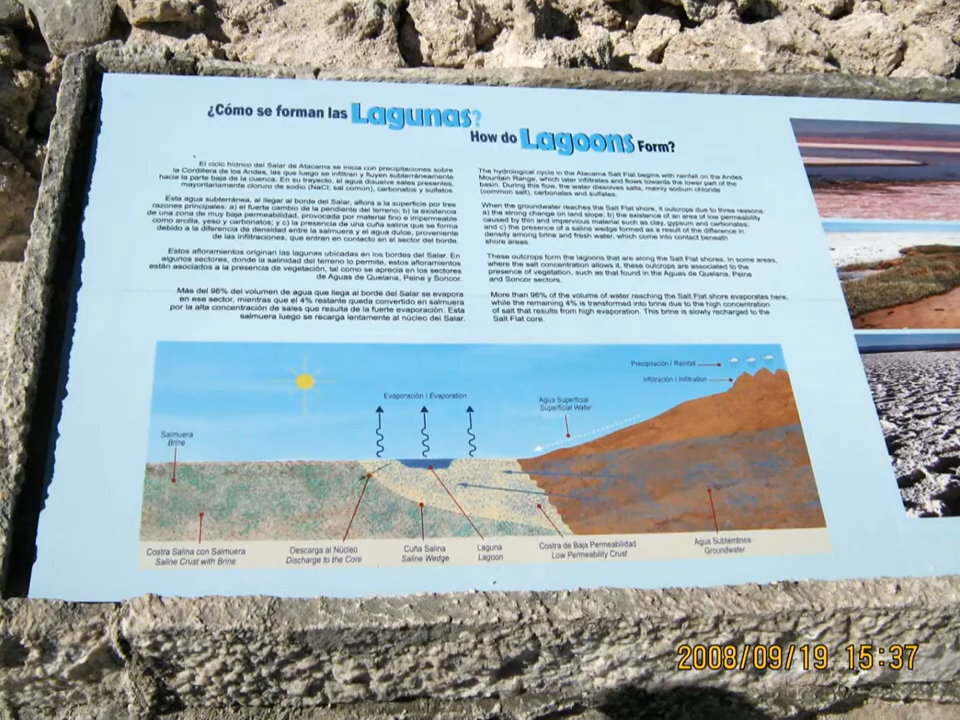 ¿Cómo se forman las Lagunas?
How do Lagoons Form?
El ciclo hídrico del Salar de Atacama se inicia con precipitaciones sobre
la Cordillera de los Andes, las que luego se infiltran y fluyen subterráneamente
hacia la parte baja de la cuenca. En su trayecto, el agua disuelve sales presentes,
mayoritariamente cloruro de sodio (NaCl; sal común), carbonatos y sulfatos.
Esta agua subterránea, al llegar al borde del Salar, aflora a la superficie por tres
razones principales: a) el fuerte cambio de la pendiente del terreno; b) la existencia
de una zona de muy baja permeabilidad, provocada por material fino e impermeable
como arcilla, yeso y carbonatos; y c) la presencia de una cuña salina que se forma
debido a la diferencia de densidad entre la salmuera y el agua dulce, proveniente
de las infiltraciones, que entran en contacto en el sector del borde.
Estos afloramientos originan las lagunas ubicadas en los bordes del Salar. En
algunos sectores, donde la salinidad del terreno lo permite, estos afloramientos
están asociados a la presencia de vegetación, tal como se aprecia en los sectores
de Aguas de Quelana, Peine y Soncor.
Más del 96% del volumen de agua que llega al borde del Salar se evapora
en ese sector, mientras que el 4% restante queda convertido en salmuera
por la alta concentración de sales que resulta de la fuerte evaporación. Esta
salmuera luego se recarga lentamente al núcleo del Salar.
The hydrological cycle in the Atacama Salt Flat begins with rainfall on the Andes
Mountain Range, which later infiltrates and flows towards the lower part of the
basin. During this flow, the water dissolves salts, mainly sodium chloride
(common salt), carbonates and sulfates.
When the groundwater reaches the Salt Flat shore, it outcrops due to three reasons:
a) the strong change on land slope; b) the existence of an area of low permeability
caused by thin and impervious material such as clay, gypsum and carbonates;
and c) the presence of a saline wedge formed as a result of the difference in
density among brine and fresh water, which come into contact beneath
shore areas.
These outcrops form the lagoons that are along the Salt Flat shores. In some areas,
where the salt concentration allows it, these outcrops are associated to the
presence of vegetation, such as that found in the Aguas de Quelana, Peine
and Soncor sectors.
More than 96% of the volume of water reaching the Salt Flat shore evaporates here,
while the remaining 4% is transformed into brine due to the high concentration
of salt that results from high evaporation. This brine is slowly recharged to the
Salt Flat core.
Precipitación / Rainfall
Infiltración / Infiltration
Evaporación / Evaporation
Agua Superficial
Superficial Water
Salmuera
Brine
Costra Salina con Salmuera
Saline Crust with Brine
Descarga al Núcleo
Discharge to the Core
Cuña Salina
Saline Wedge
Laguna
Lagoon
Costra de Baja Permeabilidad
Low Permeability Crust
Agua Subterránea
Groundwater
2008/09/19 15:37